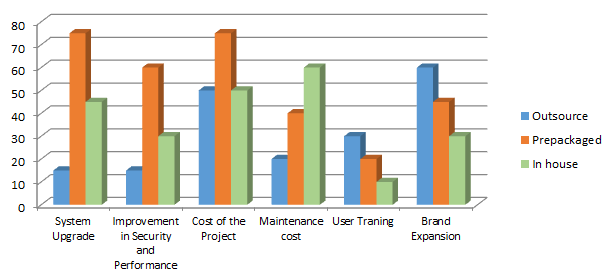 80
70
60
50
40
30
20
10
0
System
Upgrade
Improvement
in Security
and
Performance
Cost of the
Project
Maintenance
cost
User Traning
Brand
Expansion
Outsource
Prepackaged
In house